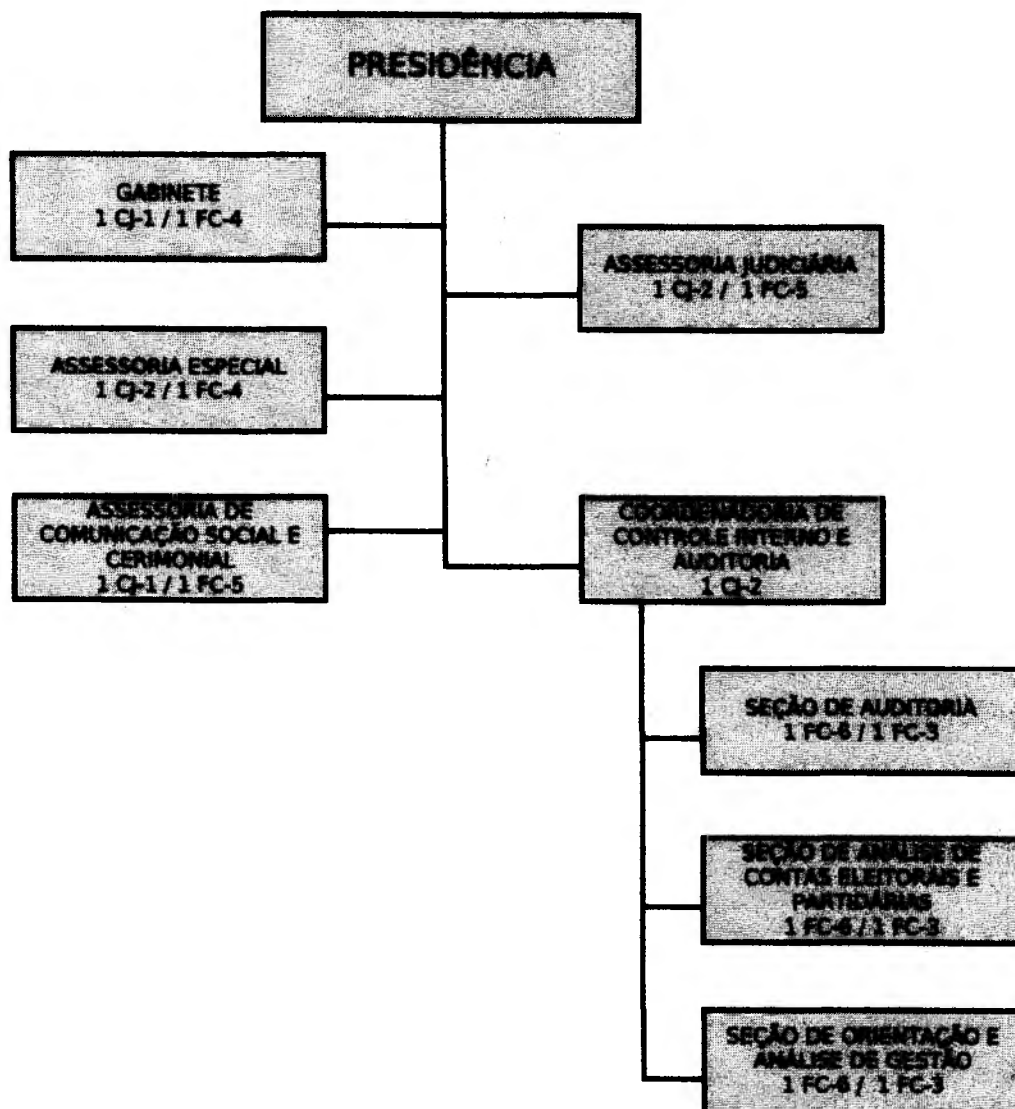 PRESIDÊNCIA
GABINETE
1 CJ-1 / 1 FC-4
ASSESSORIA JUDICIÁRIA
1 CJ-2 / 1 FC-5
ASSESSORIA ESPECIAL
1 CJ-2 / 1 FC-4
ASSESSORIA DE
COMUNICAÇÃO SOCIAL E
CERIMONIAL
1 CJ-1 / 1 FC-5
COORDENADORIA DE
CONTROLE INTERNO E
AUDITORIA
1 CJ-2
SEÇÃO DE AUDITORIA
1 FC-6 / 1 FC-3
SEÇÃO DE ANÁLISE DE
CONTAS ELEITORAIS E
PARTIDÁRIAS
1 FC-6 / 1 FC-3
SEÇÃO DE ORIENTAÇÃO E
ANÁLISE DE GESTÃO
1 FC-6 / 1 FC-3